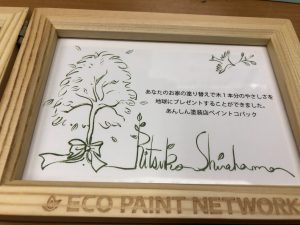 あなたのお家の塗り替えで木1本分のやさしさを
地球にプレゼントすることができました。
あんしん塗装店ペイントコパック
Ritsuko Shirahama
ECO PAINT NETWORK